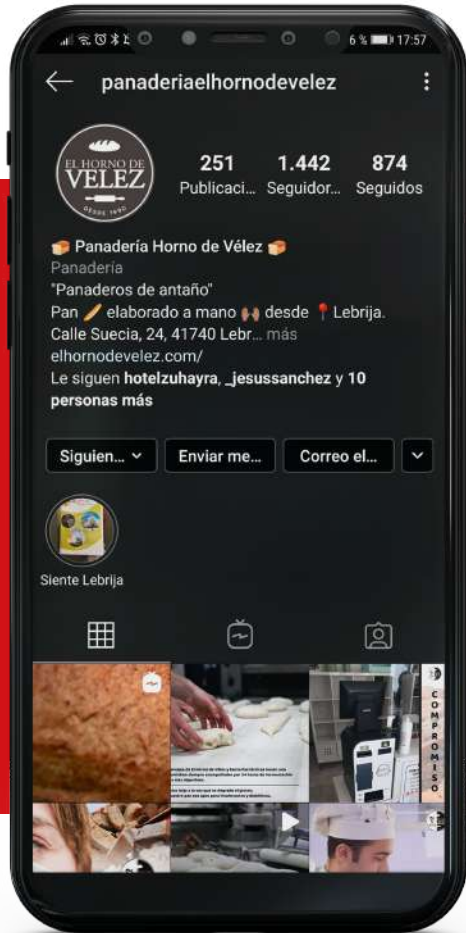 6 % 17:57
panaderiaelhornodevelez
EL HORNO DE
VELEZ
DESDE 1890
251 1.442 874
Publicaci... Seguidor... Seguidos
Panadería Horno de Vélez
Panadería
"Panaderos de antaño"
Pan elaborado a mano desde Lebrija.
Calle Suecia, 24, 41740 Lebr... más
elhornodevelez.com/
Le siguen hotelzuhayra, _jesussanchez y 10
personas más
Siguien... Enviar me... Correo el...
Siente Lebrija
COMPROMISO